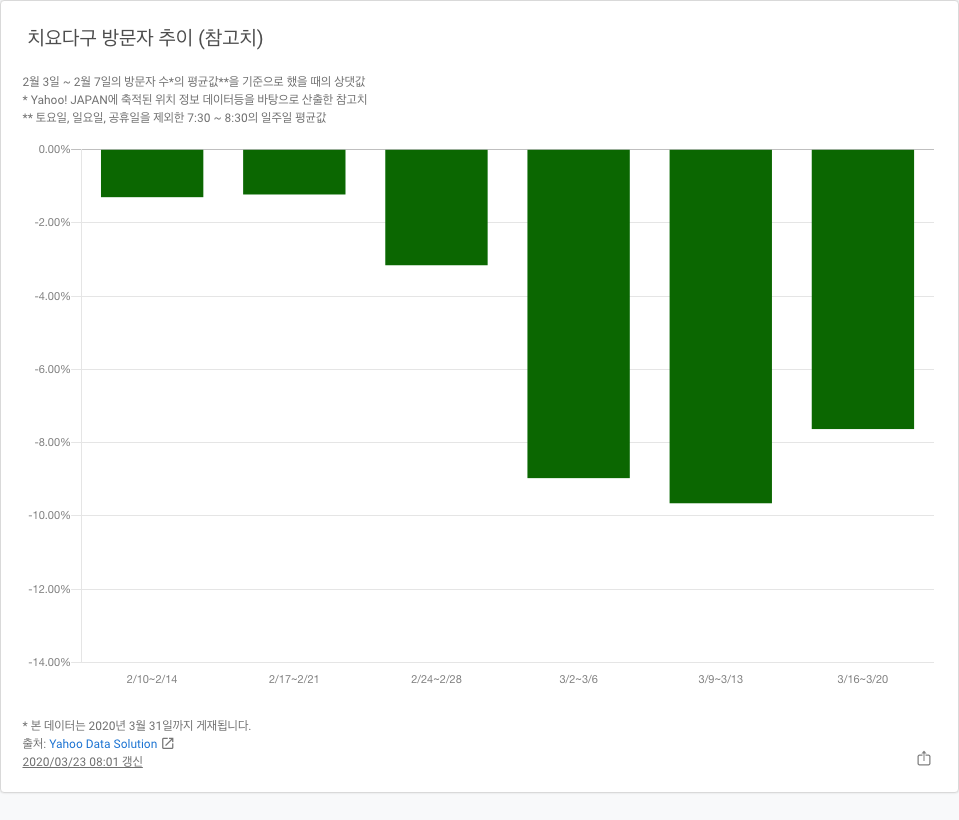 치요다구 방문자 추이 (참고치)
2월 3일 ~ 2월 7일의 방문자 수*의 평균값**을 기준으로 했을 때의 상댓값
* Yahoo! JAPAN에 축적된 위치 정보 데이터등을 바탕으로 산출한 참고치
** 토요일, 일요일, 공휴일을 제외한 7:30 ~ 8:30의 일주일 평균값
0.00%
-2.00%
-4.00%
-6.00%
-8.00%
-10.00%
-12.00%
-14.00%
2/10~2/14 2/17~2/21 2/24~2/28 3/2~3/6 3/9~3/13 3/16~3/20
* 본 데이터는 2020년 3월 31일까지 게재됩니다.
출처: Yahoo Data Solution
2020/03/23 08:01 갱신